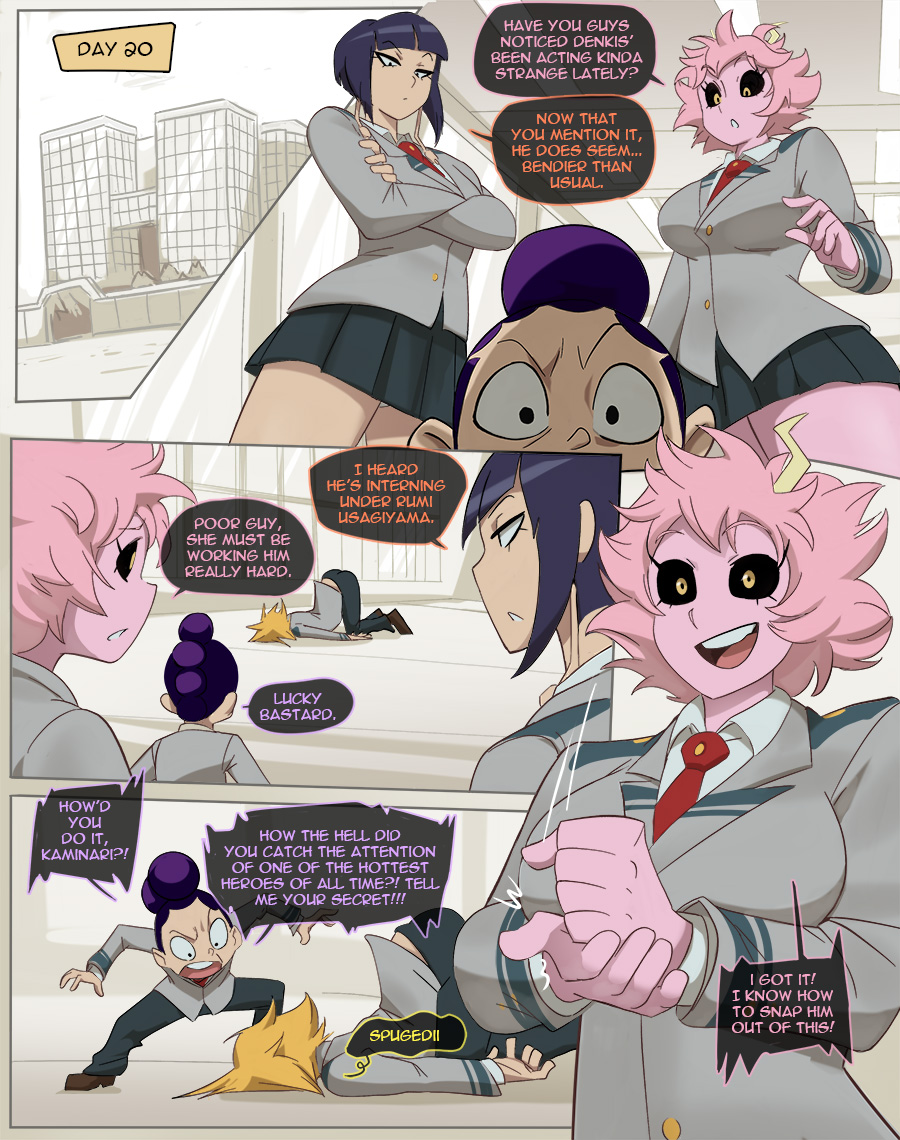 DAY 20
HAVE YOU GUYS
NOTICED DENKIS'
BEEN ACTING KINDA
STRANGE LATELY?
NOW THAT
YOU MENTION IT,
HE DOES SEEM...
BENDIER THAN
USUAL.
I HEARD
HE'S INTERNING
UNDER RUMI
USAGIYAMA.
POOR GUY,
SHE MUST BE
WORKING HIM
REALLY HARD.
LUCKY
BASTARD.
HOW'D
YOU
DO IT,
KAMINARI?!
HOW THE HELL DID
YOU CATCH THE ATTENTION
OF ONE OF THE HOTTEST
HEROES OF ALL TIME?! TELL
ME YOUR SECRET!!!
SPUGEDII
I GOT IT!
I KNOW HOW
TO SNAP HIM
OUT OF THIS!